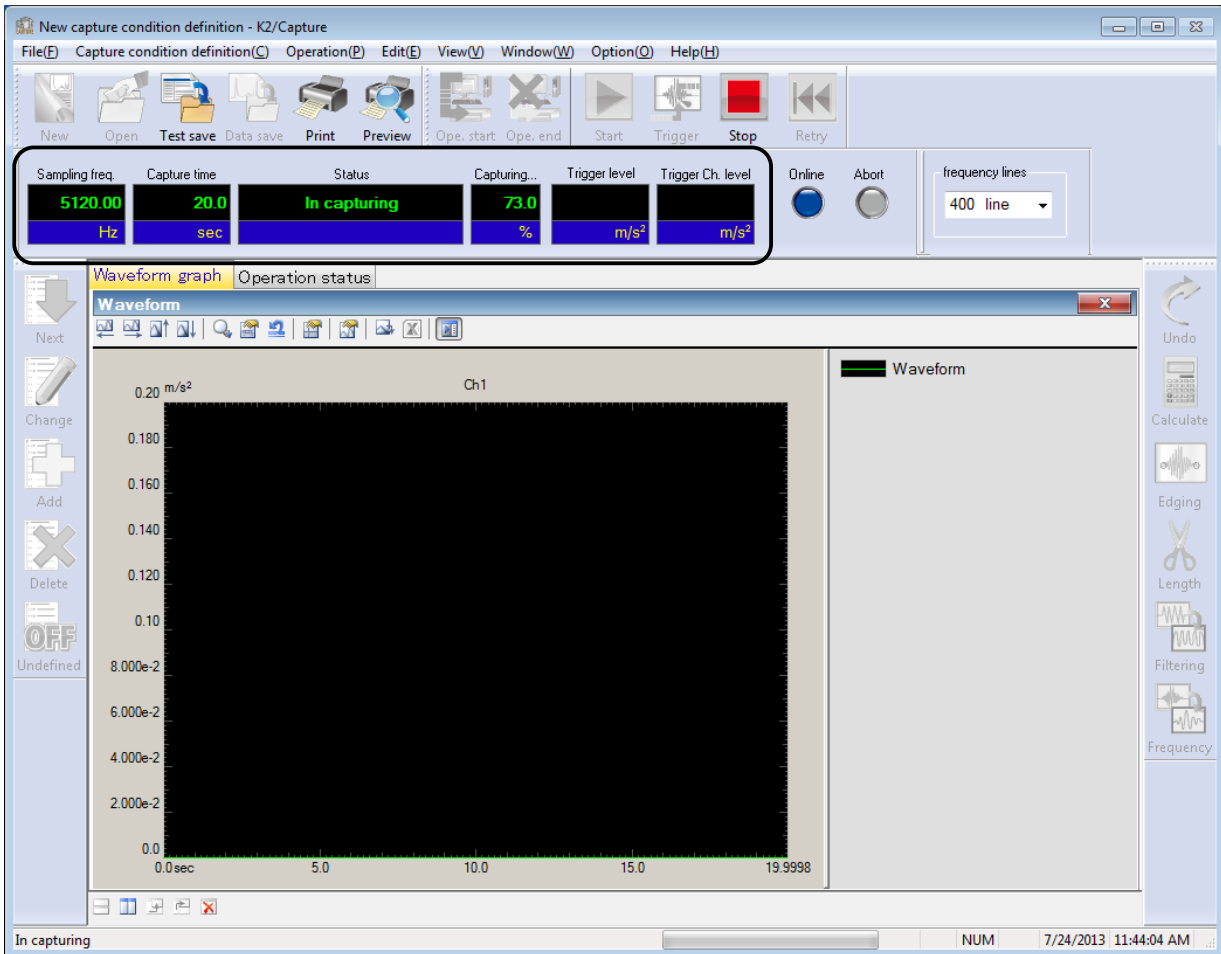 New capture condition definition - K2/Capture
File(F) Capture condition definition(C) Operation(P) Edit(E) View(V) Window(W) Option(O) Help(H)
New Open Test save Data save Print Preview Ope. start Ope. end Start Trigger Stop Retry
Sampling freq. Capture time Status Capturing... Trigger level Trigger Ch. level Online Abort frequency lines
5120.00 20.0 In capturing 73.0 400 line
Hz sec % m/s² m/s²
Waveform graph Operation status
Waveform
Next
Change
Add
Delete
OFF
Undefined
0.20 m/s² Ch1
0.180
0.160
0.140
0.120
0.10
8.000e-2
6.000e-2
4.000e-2
2.000e-2
0.0
0.0sec 5.0 10.0 15.0 19.9998
Waveform
Undo
Calculate
Edging
Length
Filtering
Frequency
In capturing NUM 7/24/2013 11:44:04 AM